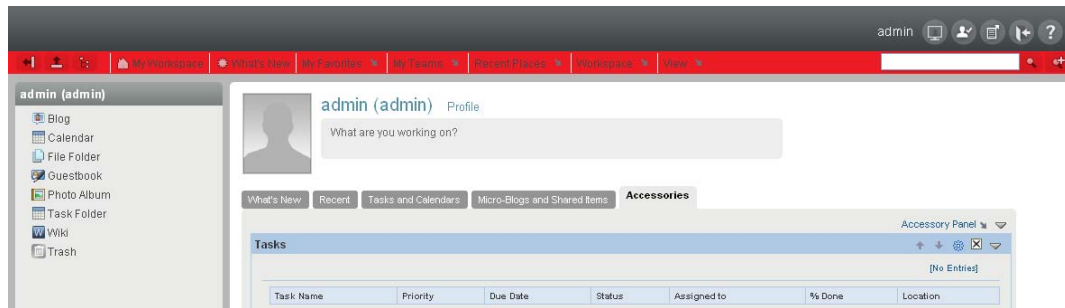 admin
My Workspace What's New My Favorites My Teams Recent Places Workspace View
admin (admin)
Blog
Calendar
File Folder
Guestbook
Photo Album
Task Folder
Wiki
Trash
admin (admin) Profile
What are you working on?
What's New Recent Tasks and Calendars Micro-Blogs and Shared Items Accessories
Accessory Panel
Tasks
[No Entries]
Task Name Priority Due Date Status Assigned to % Done Location